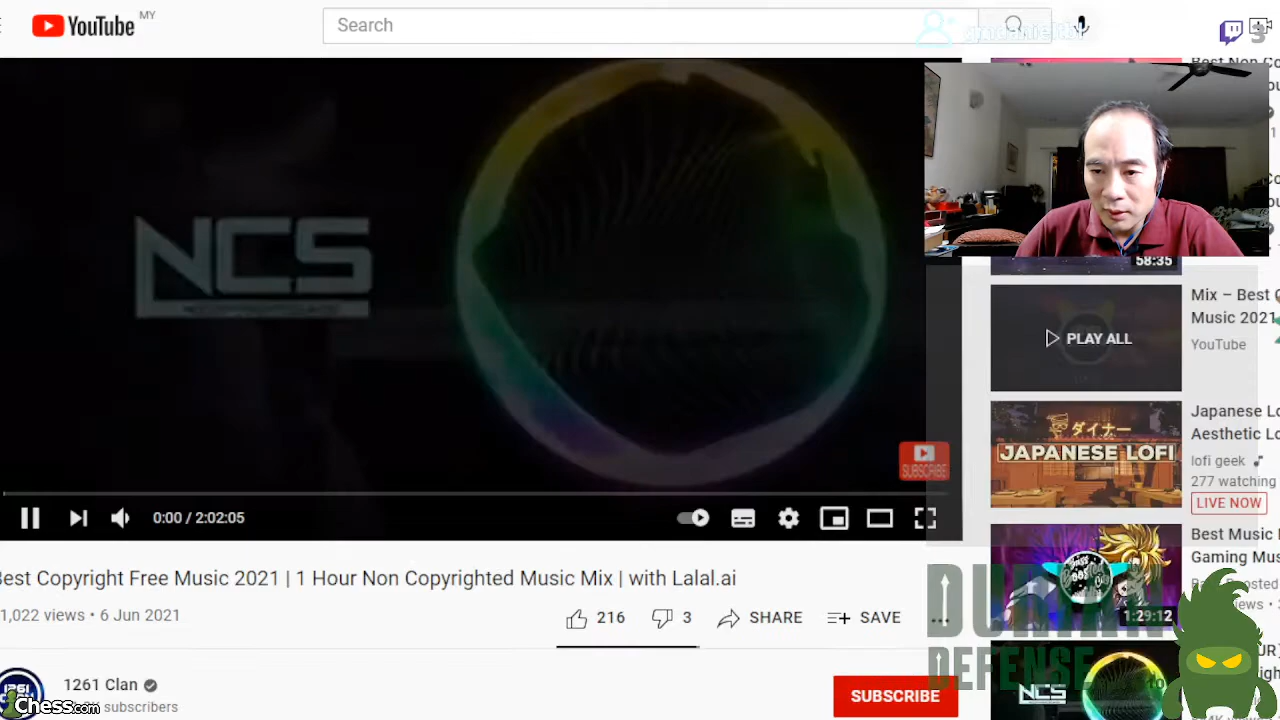 YouTube
MY
Search
gmdanieltbr
3
NCS
SUBSCRIBE
0:00 / 2:02:05
58:35
PLAY ALL
Mix – Best
Music 2021
YouTube
ダイナー
JAPANESE LOFI
Japanese Lo
Aesthetic Lo
lofi geek
277 watching
LIVE NOW
Best Music
Gaming Mus
1:29:12
Best Copyright Free Music 2021 | 1 Hour Non Copyrighted Music Mix | with Lalal.ai
1,022 views • 6 Jun 2021
216
3
SHARE
SAVE
...
DURIAN
DEFENSE
1261 Clan
subscribers
SUBSCRIBE
Chess.com
NCS